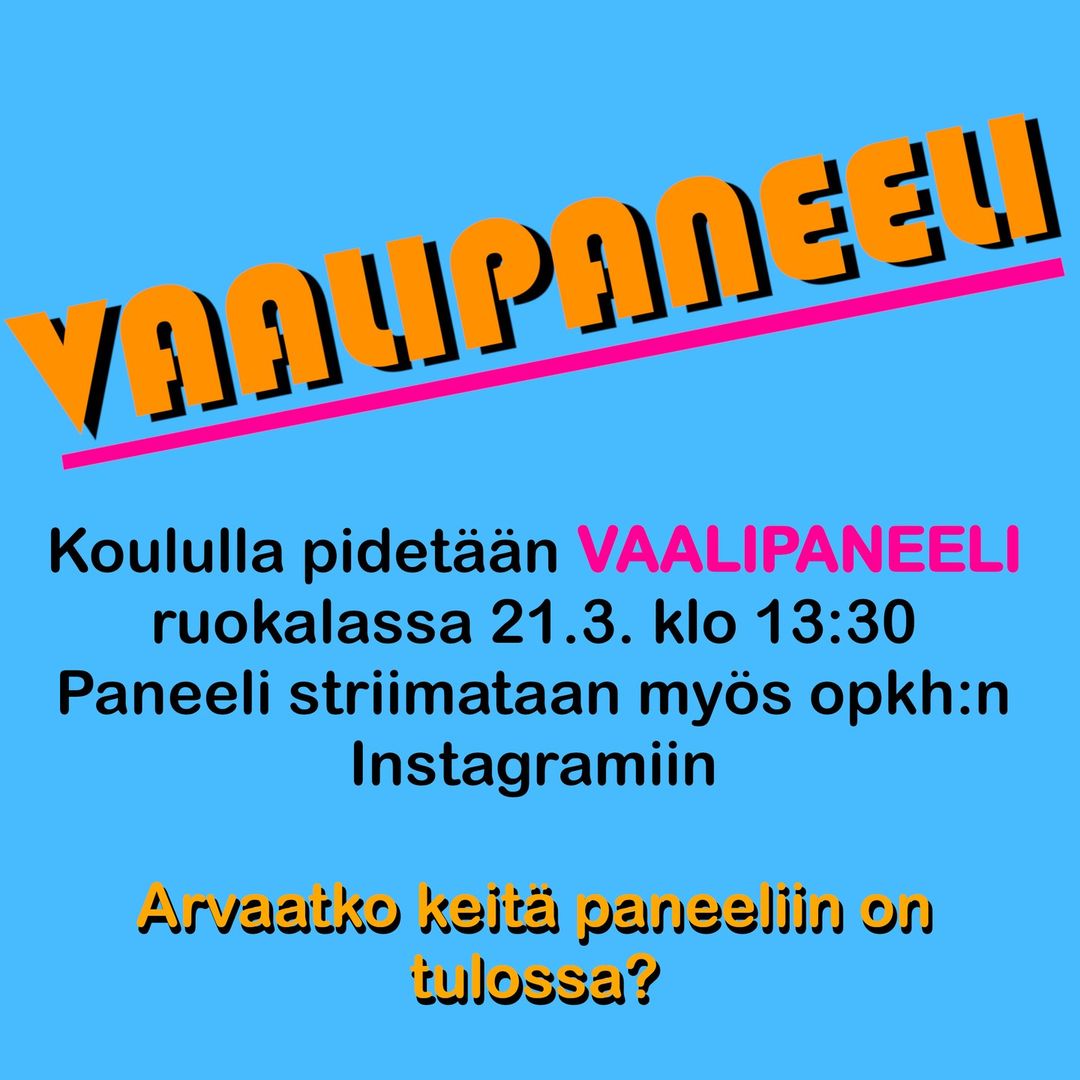 VAALIPANEELI
Koululla pidetään VAALIPANEELI
ruokalassa 21.3. klo 13:30
Paneeli striimataan myös opkh:n
Instagramiin
Arvaatko keitä paneeliin on
tulossa?